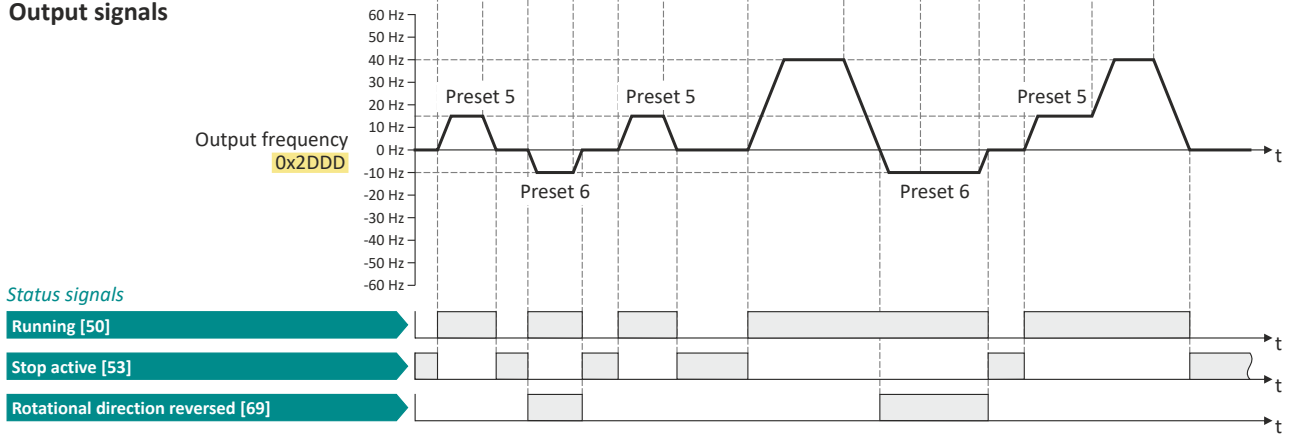 Output signals
60 Hz
50 Hz
40 Hz
30 Hz
20 Hz
10 Hz
0 Hz
-10 Hz
-20 Hz
-30 Hz
-40 Hz
-50 Hz
-60 Hz
Output frequency
0x2DDD
Preset 5
Preset 5
Preset 5
Preset 6
Preset 6
t
Status signals
Running [50]
t
Stop active [53]
t
Rotational direction reversed [69]
t